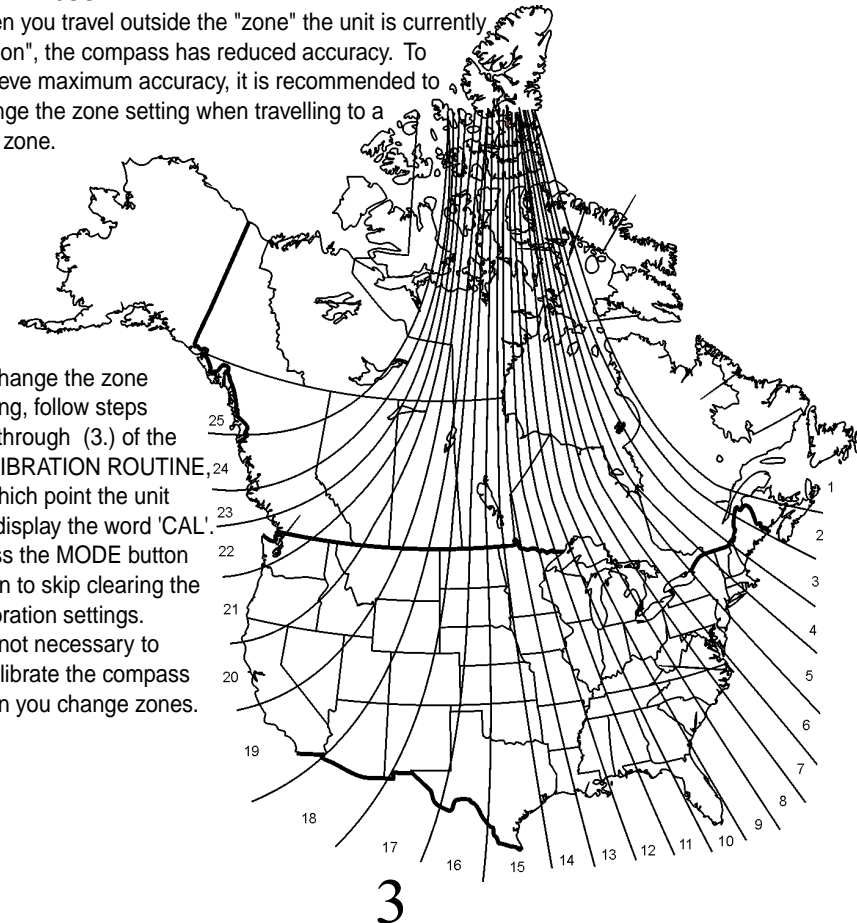 en you travel outside the "zone" the unit is currently
on", the compass has reduced accuracy. To
eve maximum accuracy, it is recommended to
nge the zone setting when travelling to a
zone.
hange the zone
ng, follow steps
through (3.) of the
IBRATION ROUTINE,
hich point the unit
display the word 'CAL'.
ss the MODE button
n to skip clearing the
bration settings.
not necessary to
librate the compass
n you change zones.
25
24
23
22
21
20
19
18
17
16
15
14
13
12
11
10
9
8
7
6
5
4
3
2
1
3